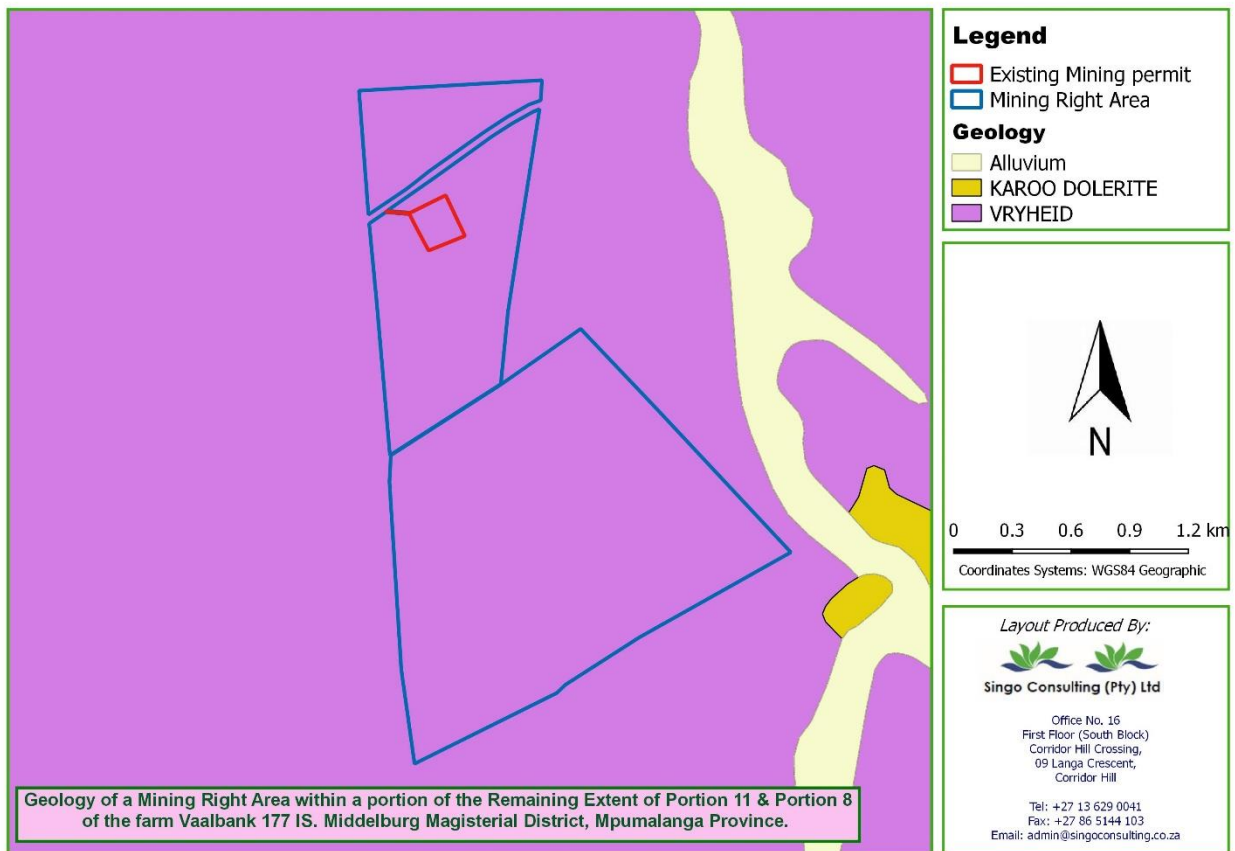 Legend
Existing Mining permit
Mining Right Area
Geology
Alluvium
KAROO DOLERITE
VRYHEID
N
0 0.3 0.6 0.9 1.2 km
Coordinates Systems: WGS84 Geographic
Layout Produced By:
Singo Consulting (Pty) Ltd
Office No. 16
First Floor (South Block)
Corridor Hill Crossing,
09 Langa Crescent,
Corridor Hill
Tel: +27 13 629 0041
Fax: +27 86 5144 103
Email: admin@singoconsulting.co.za
Geology of a Mining Right Area within a portion of the Remaining Extent of Portion 11 & Portion 8
of the farm Vaalbank 177 IS. Middelburg Magisterial District, Mpumalanga Province.